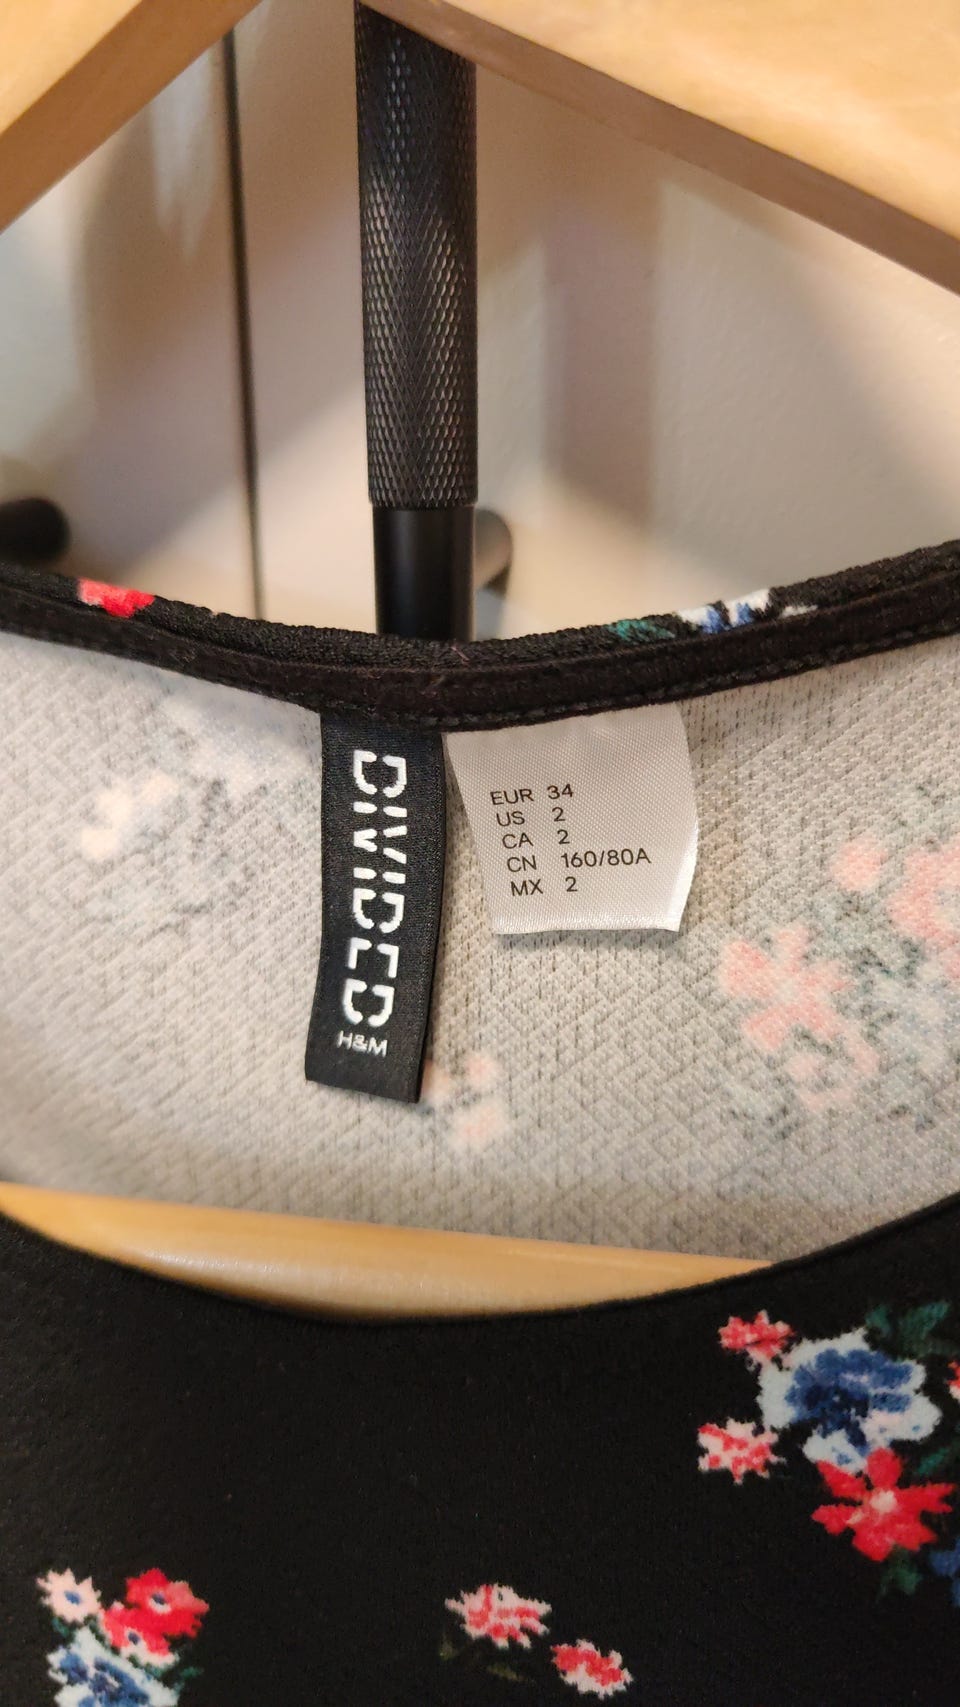 DIVIDED
H&M
EUR 34
US 2
CA 2
CN 160/80A
MX 2